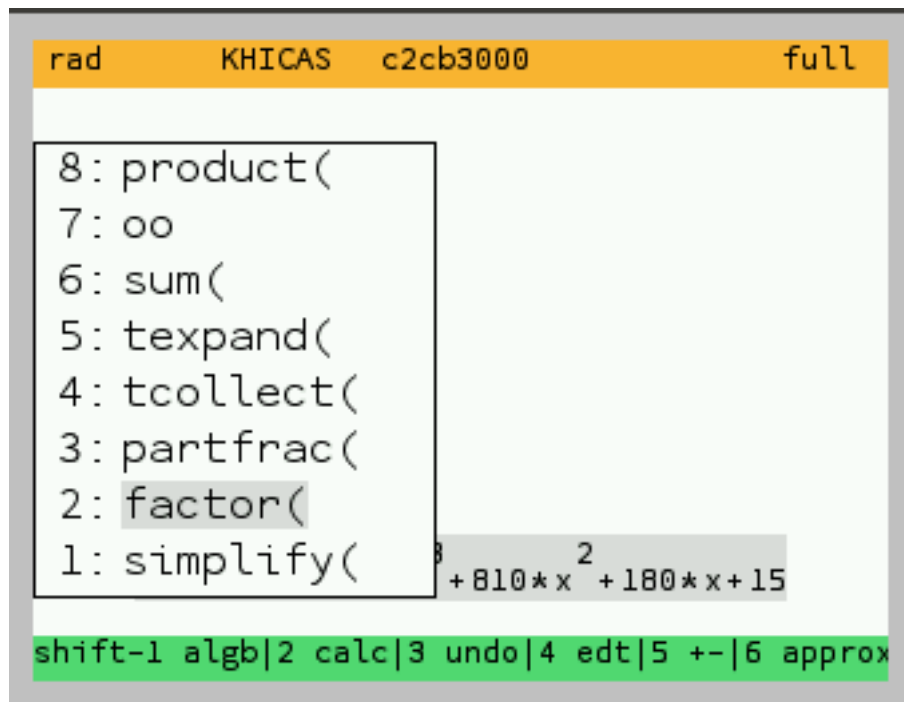 rad KHICAS c2cb3000 full
8: product(
7: oo
6: sum(
5: texpand(
4: tcollect(
3: partfrac(
2: factor(
1: simplify(
+810*x²+180*x+15
shift-1 algb|2 calc|3 undo|4 edt|5 +-|6 approx